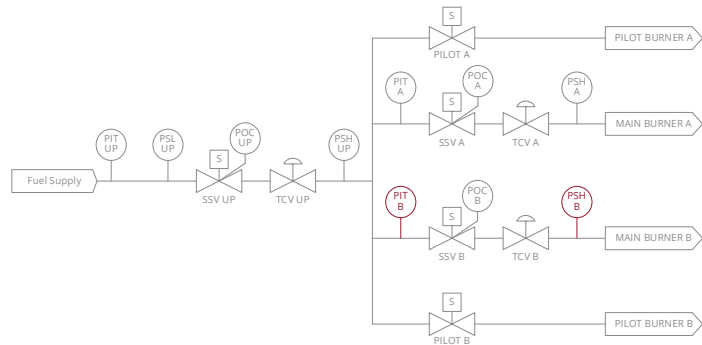 S
PILOT A
PILOT BURNER A
PIT
A
S
POC
A
SSV A
TCV A
PSH
A
MAIN BURNER A
Fuel Supply
PIT
UP
PSL
UP
S
POC
UP
SSV UP
TCV UP
PSH
UP
PIT
B
S
POC
B
SSV B
TCV B
PSH
B
MAIN BURNER B
S
PILOT B
PILOT BURNER B